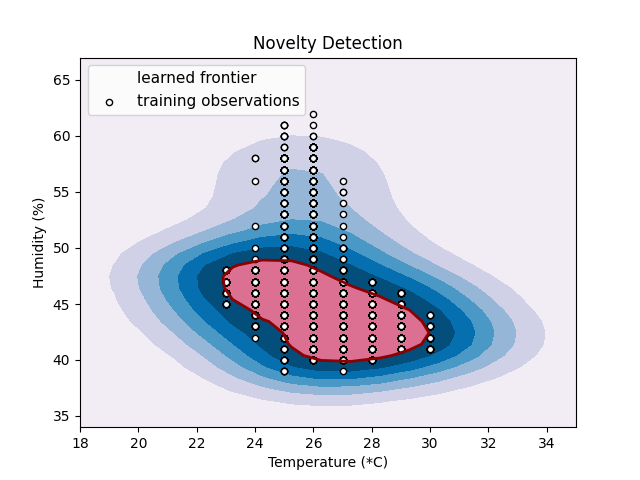 Novelty Detection
learned frontier
training observations
65
60
55
50
45
40
35
Humidity (%)
18 20 22 24 26 28 30 32 34
Temperature (*C)